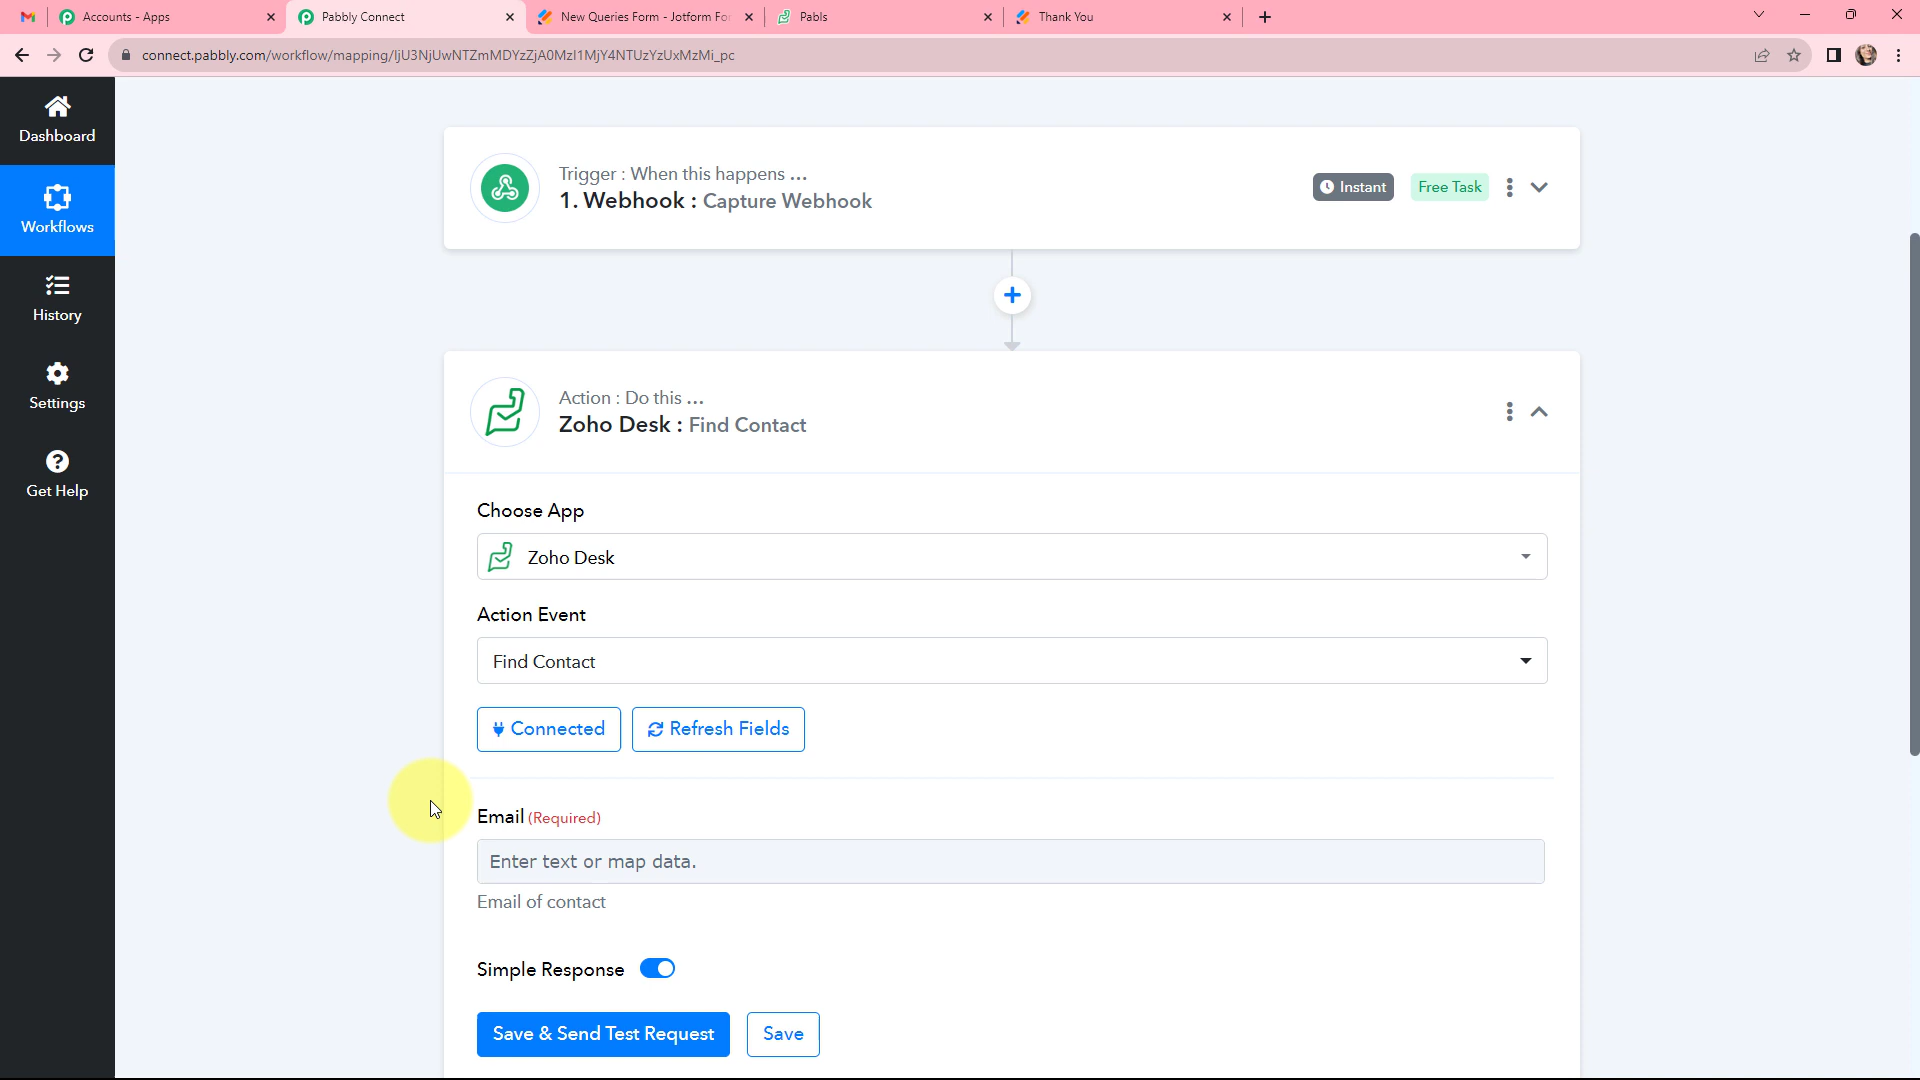 Accounts - Apps
Pabbly Connect
New Queries Form - Jotform For
Pabls
Thank You
connect.pabbly.com/workflow/mapping/IjU3NjUwNTZmMDYzZjA0MzI1MjY4NTUzYzUxMzMi_pc
Dashboard
Workflows
History
Settings
Get Help
Trigger : When this happens ...
1. Webhook : Capture Webhook
Instant
Free Task
Action : Do this ...
Zoho Desk : Find Contact
Choose App
Zoho Desk
Action Event
Find Contact
Connected
Refresh Fields
Email (Required)
Enter text or map data.
Email of contact
Simple Response
Save & Send Test Request
Save